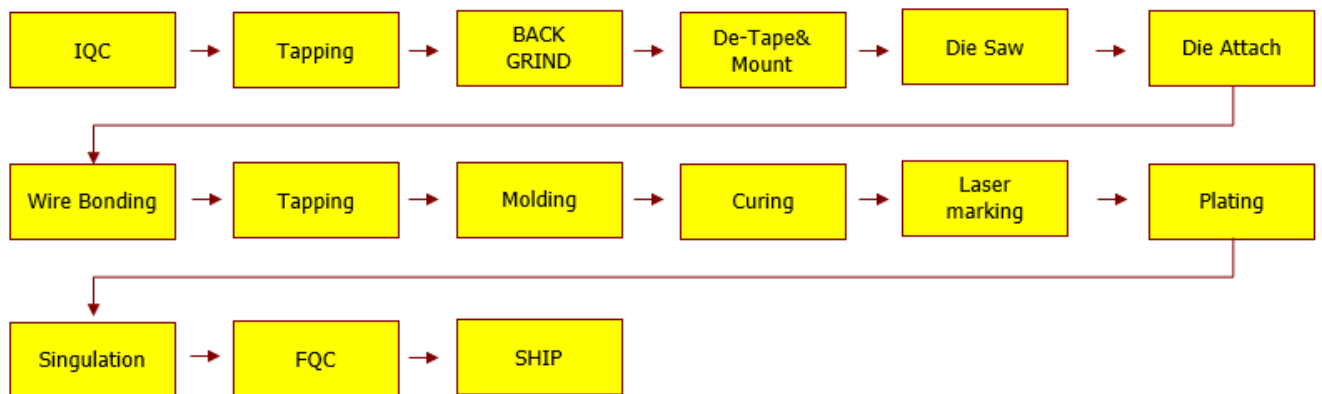 IQC
Tapping
BACK
GRIND
De-Tape&
Mount
Die Saw
Die Attach
Wire Bonding
Tapping
Molding
Curing
Laser
marking
Plating
Singulation
FQC
SHIP